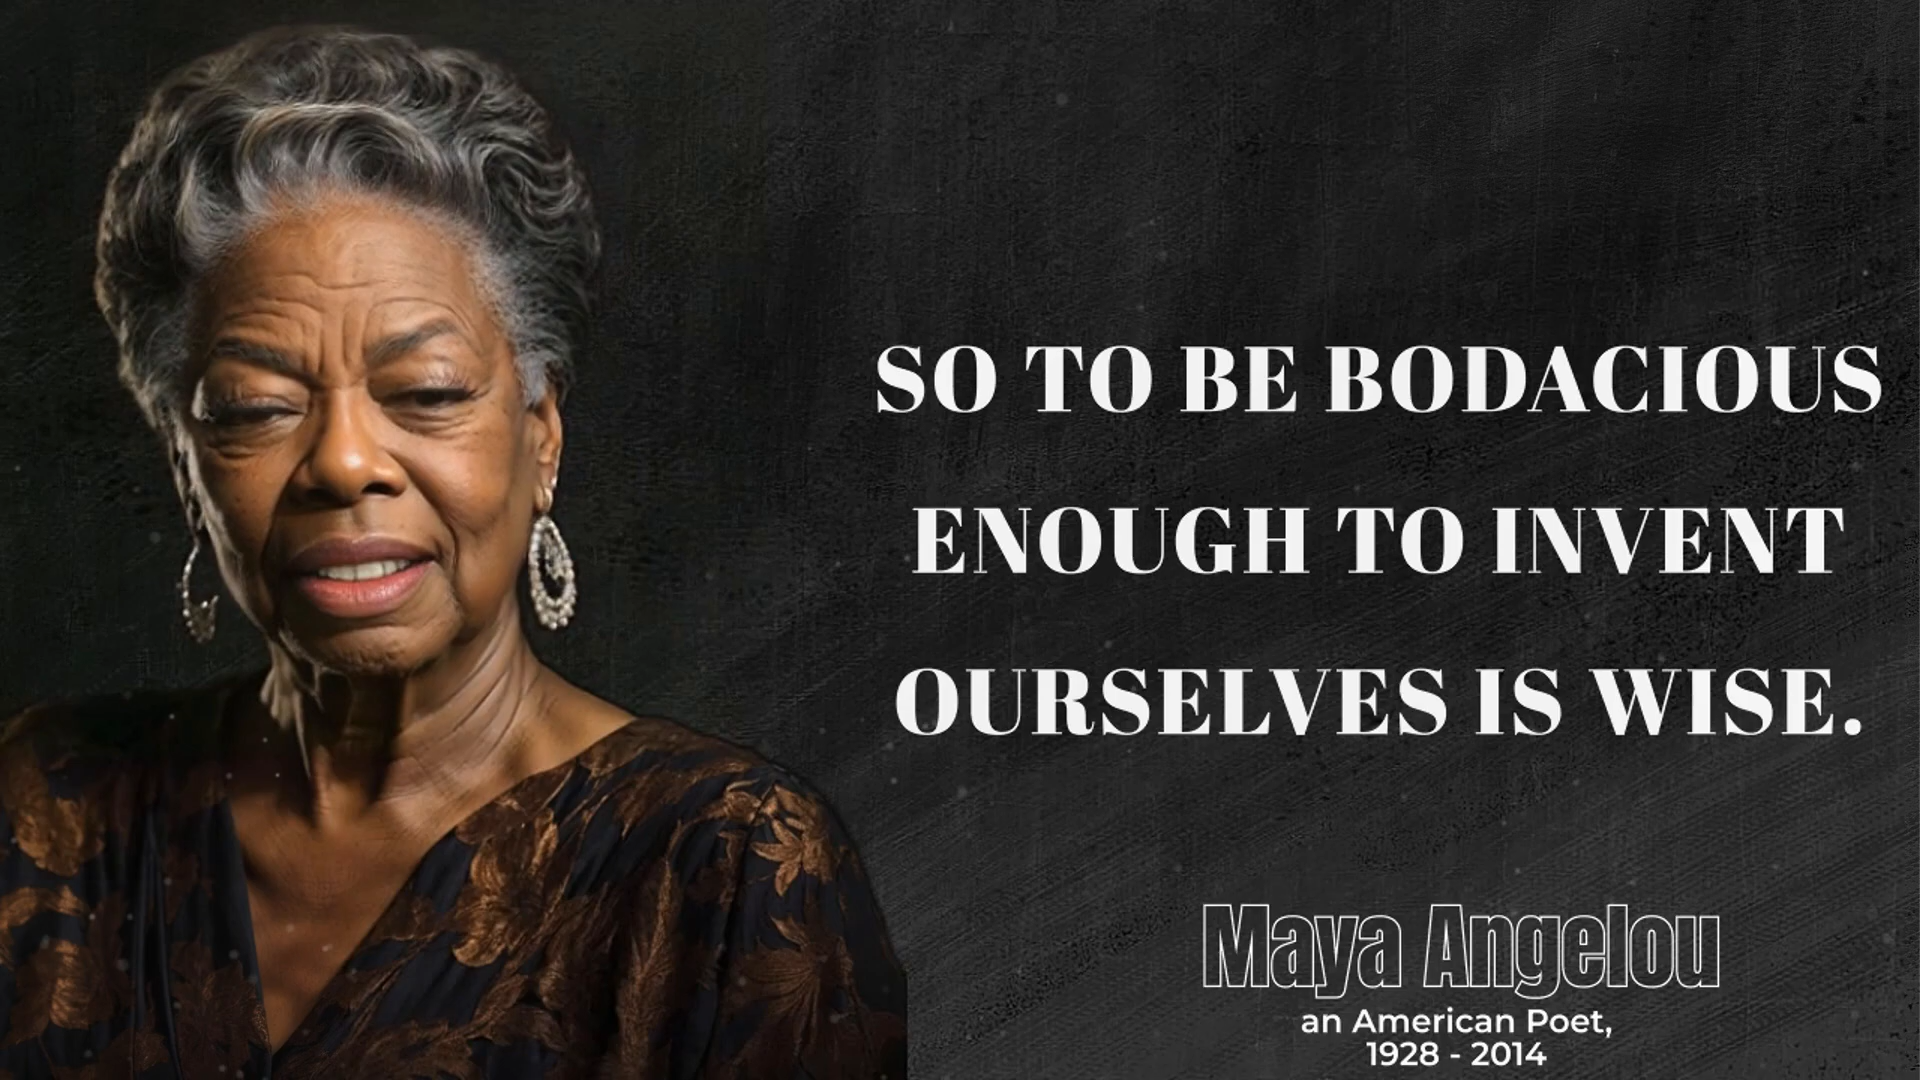 SO TO BE BODACIOUS
ENOUGH TO INVENT
OURSELVES IS WISE.
Maya Angelou
an American Poet,
1928 - 2014